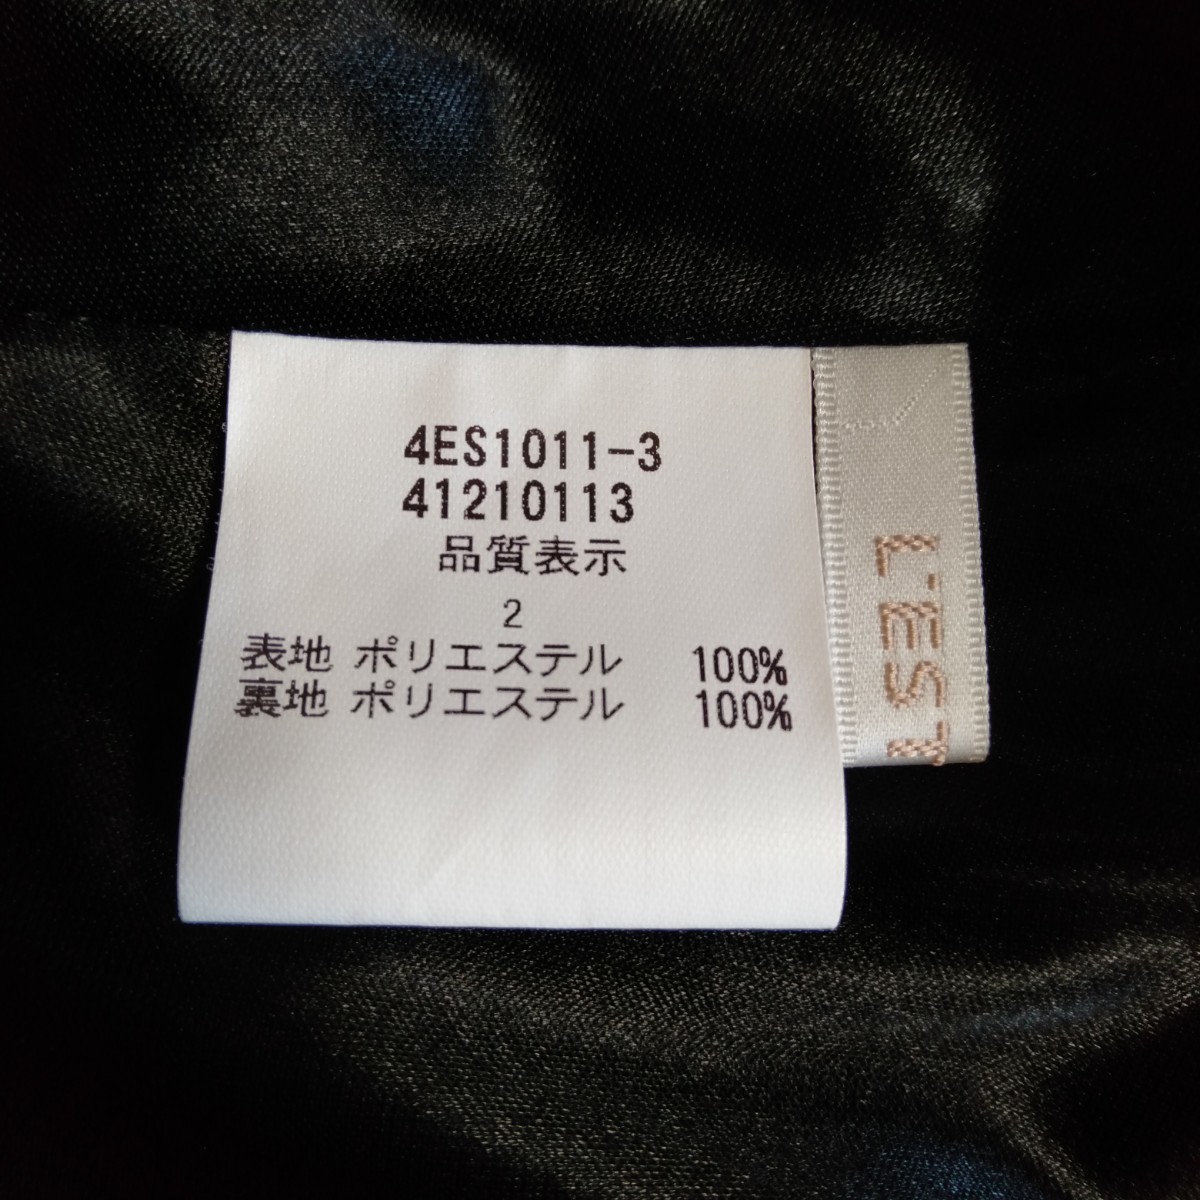 4ES1011-3
41210113
品質表示
2
表地 ポリエステル 100%
裏地 ポリエステル 100%
L'EST